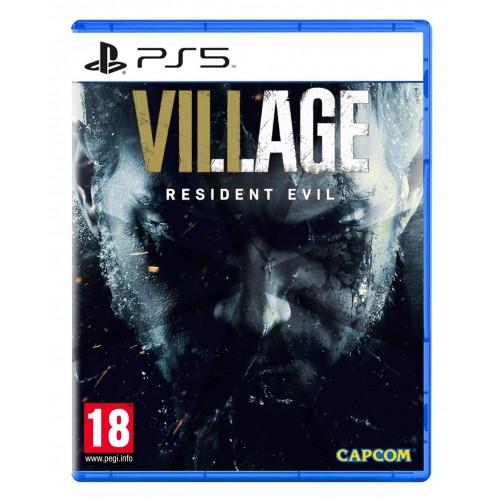 PS5
VILLAGE
RESIDENT EVIL
18
www.pegi.info
CAPCOM